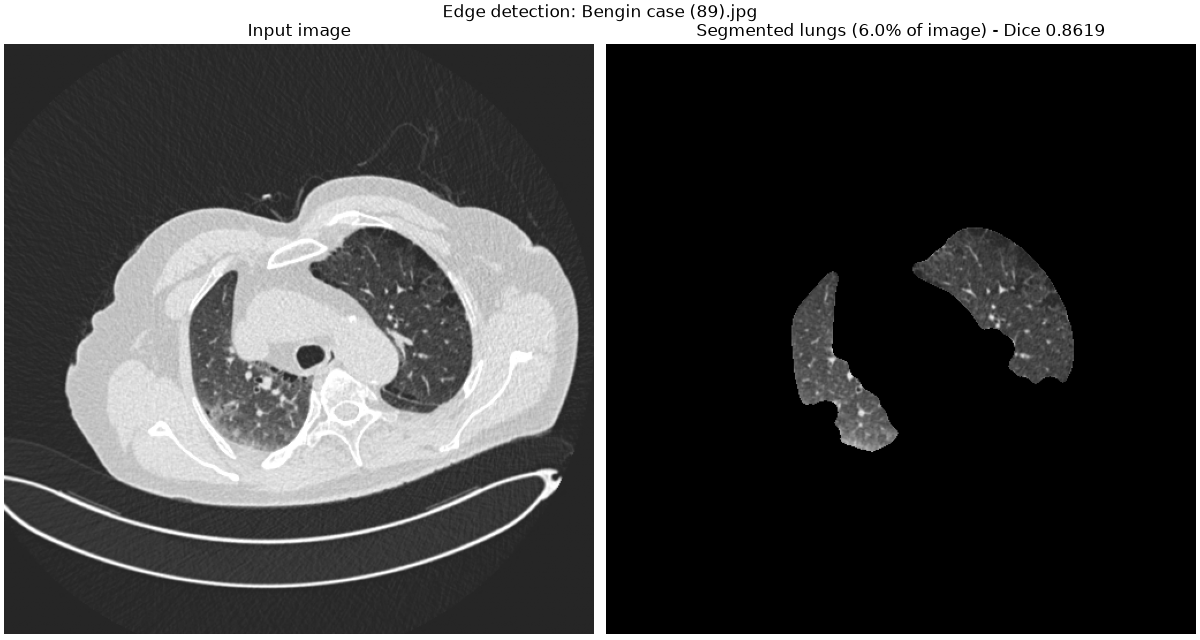 Edge detection: Bengin case (89).jpg
Input image
Segmented lungs (6.0% of image) - Dice 0.8619